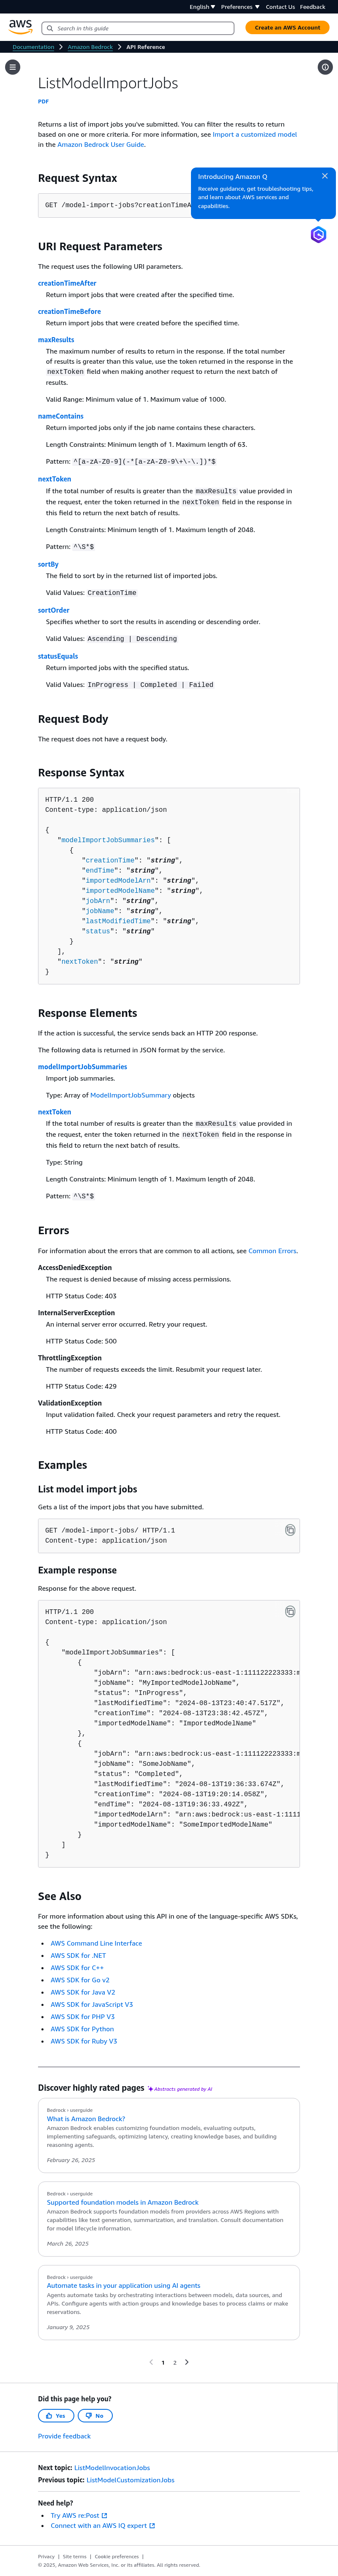 English ▼ Preferences ▼ Contact Us Feedback
aws
Search in this guide
Create an AWS Account
Documentation > Amazon Bedrock > API Reference
ListModelImportJobs
PDF
Returns a list of import jobs you've submitted. You can filter the results to return
based on one or more criteria. For more information, see Import a customized model
in the Amazon Bedrock User Guide.
Introducing Amazon Q
Receive guidance, get troubleshooting tips,
and learn about AWS services and
capabilities.
Request Syntax
GET /model-import-jobs?creationTimeA
URI Request Parameters
The request uses the following URI parameters.
creationTimeAfter
Return import jobs that were created after the specified time.
creationTimeBefore
Return import jobs that were created before the specified time.
maxResults
The maximum number of results to return in the response. If the total number
of results is greater than this value, use the token returned in the response in the
nextToken field when making another request to return the next batch of
results.
Valid Range: Minimum value of 1. Maximum value of 1000.
nameContains
Return imported jobs only if the job name contains these characters.
Length Constraints: Minimum length of 1. Maximum length of 63.
Pattern: ^[a-zA-Z0-9](-*[a-zA-Z0-9\+\-\.])*$
nextToken
If the total number of results is greater than the maxResults value provided in
the request, enter the token returned in the nextToken field in the response in
this field to return the next batch of results.
Length Constraints: Minimum length of 1. Maximum length of 2048.
Pattern: ^\S*$
sortBy
The field to sort by in the returned list of imported jobs.
Valid Values: CreationTime
sortOrder
Specifies whether to sort the results in ascending or descending order.
Valid Values: Ascending | Descending
statusEquals
Return imported jobs with the specified status.
Valid Values: InProgress | Completed | Failed
Request Body
The request does not have a request body.
Response Syntax
HTTP/1.1 200
Content-type: application/json
{
"modelImportJobSummaries": [
{
"creationTime": "string",
"endTime": "string",
"importedModelArn": "string",
"importedModelName": "string",
"jobArn": "string",
"jobName": "string",
"lastModifiedTime": "string",
"status": "string"
}
],
"nextToken": "string"
}
Response Elements
If the action is successful, the service sends back an HTTP 200 response.
The following data is returned in JSON format by the service.
modelImportJobSummaries
Import job summaries.
Type: Array of ModelImportJobSummary objects
nextToken
If the total number of results is greater than the maxResults value provided in
the request, enter the token returned in the nextToken field in the response in
this field to return the next batch of results.
Type: String
Length Constraints: Minimum length of 1. Maximum length of 2048.
Pattern: ^\S*$
Errors
For information about the errors that are common to all actions, see Common Errors.
AccessDeniedException
The request is denied because of missing access permissions.
HTTP Status Code: 403
InternalServerException
An internal server error occurred. Retry your request.
HTTP Status Code: 500
ThrottlingException
The number of requests exceeds the limit. Resubmit your request later.
HTTP Status Code: 429
ValidationException
Input validation failed. Check your request parameters and retry the request.
HTTP Status Code: 400
Examples
List model import jobs
Gets a list of the import jobs that you have submitted.
GET /model-import-jobs/ HTTP/1.1
Content-type: application/json
Example response
Response for the above request.
HTTP/1.1 200
Content-type: application/json
{
"modelImportJobSummaries": [
{
"jobArn": "arn:aws:bedrock:us-east-1:111122223333:m
"jobName": "MyImportedModelJobName",
"status": "InProgress",
"lastModifiedTime": "2024-08-13T23:40:47.517Z",
"creationTime": "2024-08-13T23:38:42.457Z",
"importedModelName": "ImportedModelName"
},
{
"jobArn": "arn:aws:bedrock:us-east-1:111122223333:m
"jobName": "SomeJobName",
"status": "Completed",
"lastModifiedTime": "2024-08-13T19:36:33.674Z",
"creationTime": "2024-08-13T19:20:14.058Z",
"endTime": "2024-08-13T19:36:33.492Z",
"importedModelArn": "arn:aws:bedrock:us-east-1:1111
"importedModelName": "SomeImportedModelName"
}
]
}
See Also
For more information about using this API in one of the language-specific AWS SDKs,
see the following:
• AWS Command Line Interface
• AWS SDK for .NET
• AWS SDK for C++
• AWS SDK for Go v2
• AWS SDK for Java V2
• AWS SDK for JavaScript V3
• AWS SDK for PHP V3
• AWS SDK for Python
• AWS SDK for Ruby V3
Discover highly rated pages Abstracts generated by AI
Bedrock › userguide
What is Amazon Bedrock?
Amazon Bedrock enables customizing foundation models, evaluating outputs,
implementing safeguards, optimizing latency, creating knowledge bases, and building
reasoning agents.
February 26, 2025
Bedrock › userguide
Supported foundation models in Amazon Bedrock
Amazon Bedrock supports foundation models from providers across AWS Regions with
capabilities like text generation, summarization, and translation. Consult documentation
for model lifecycle information.
March 26, 2025
Bedrock › userguide
Automate tasks in your application using AI agents
Agents automate tasks by orchestrating interactions between models, data sources, and
APIs. Configure agents with action groups and knowledge bases to process claims or make
reservations.
January 9, 2025
1 2
Did this page help you?
Yes No
Provide feedback
Next topic: ListModelInvocationJobs
Previous topic: ListModelCustomizationJobs
Need help?
• Try AWS re:Post
• Connect with an AWS IQ expert
Privacy | Site terms | Cookie preferences |
© 2025, Amazon Web Services, Inc. or its affiliates. All rights reserved.